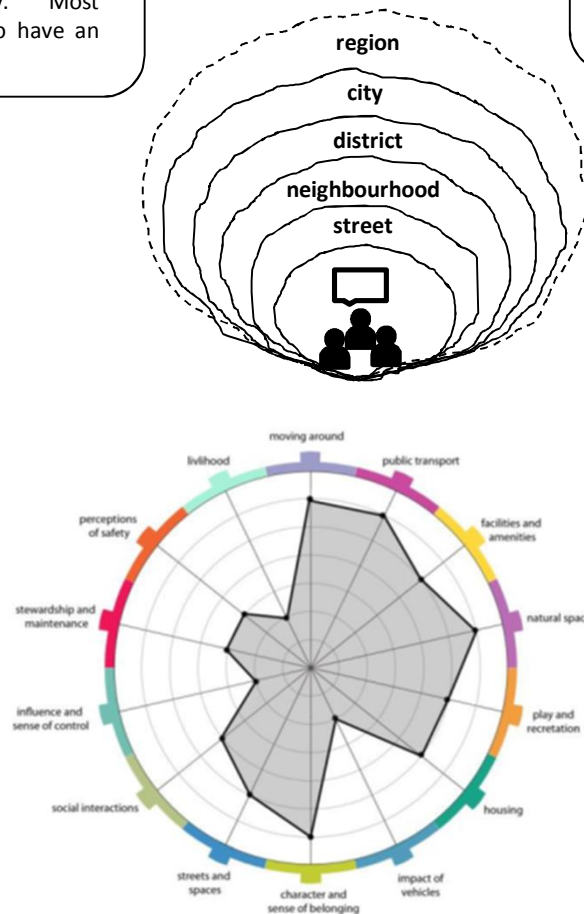 y. Most
o have an
region
city
district
neighbourhood
street
moving around
public transport
facilities and
amenities
natural spac
play and
recretation
housing
impact of
vehicles
character and
sense of belonging
streets and
spaces
social interactions
influence and
sense of control
stewardship and
maintenance
perceptions
of safety
livlihood